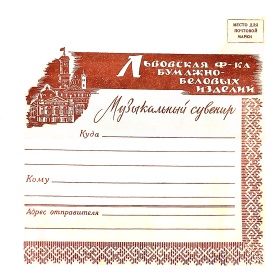 МЕСТО ДЛЯ
ПОЧТОВОЙ
МАРКИ
Львовская ф-ка
бумажно-
беловых
изделий
Музыкальный сувенир
Куда
Кому
Адрес отправителя